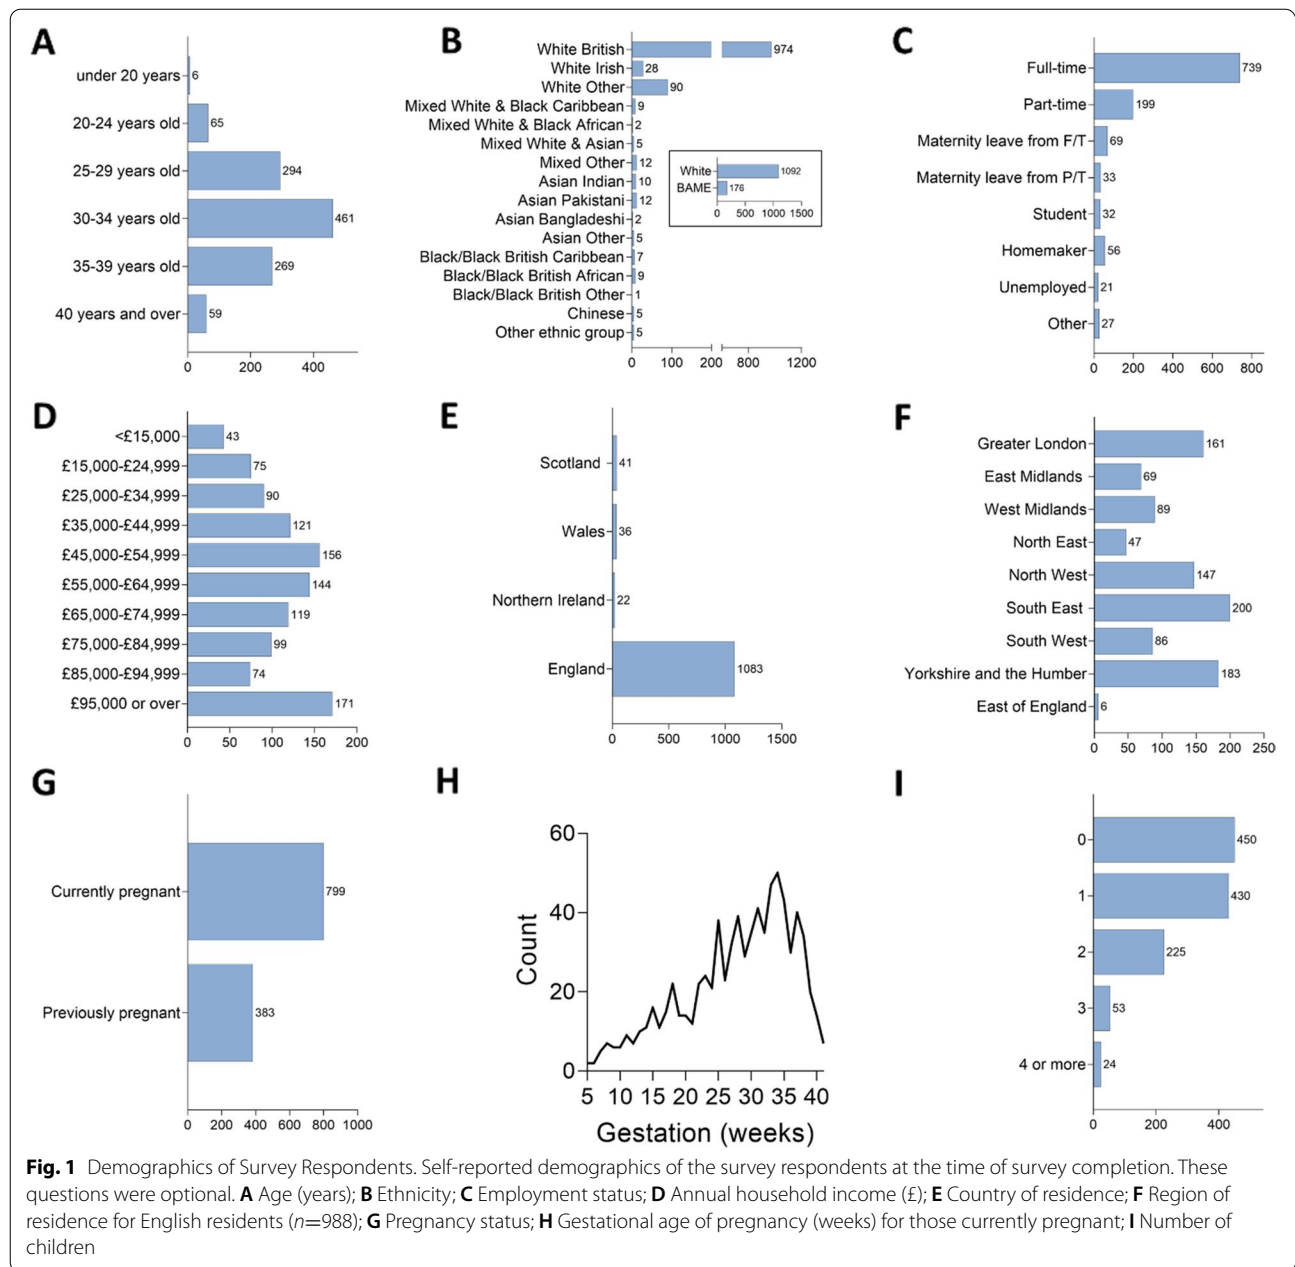 A
under 20 years
6
20-24 years old
65
25-29 years old
294
30-34 years old
461
35-39 years old
269
40 years and over
59
0 200 400
B
White British
974
White Irish
28
White Other
90
Mixed White & Black Caribbean
9
Mixed White & Black African
2
Mixed White & Asian
5
Mixed Other
12
Asian Indian
10
Asian Pakistani
12
Asian Bangladeshi
2
Asian Other
5
Black/Black British Caribbean
7
Black/Black British African
9
Black/Black British Other
1
Chinese
5
Other ethnic group
5
0 100 200 800 1200
White
1092
BAME
176
0 500 1000 1500
C
Full-time
739
Part-time
199
Maternity leave from F/T
69
Maternity leave from P/T
33
Student
32
Homemaker
56
Unemployed
21
Other
27
0 200 400 600 800
D
<£15,000
43
£15,000-£24,999
75
£25,000-£34,999
90
£35,000-£44,999
121
£45,000-£54,999
156
£55,000-£64,999
144
£65,000-£74,999
119
£75,000-£84,999
99
£85,000-£94,999
74
£95,000 or over
171
0 50 100 150 200
E
Scotland
41
Wales
36
Northern Ireland
22
England
1083
0 500 1000 1500
F
Greater London
161
East Midlands
69
West Midlands
89
North East
47
North West
147
South East
200
South West
86
Yorkshire and the Humber
183
East of England
6
0 50 100 150 200 250
G
Currently pregnant
799
Previously pregnant
383
0 200 400 600 800 1000
H
Count
60
40
20
0
5 10 15 20 25 30 35 40
Gestation (weeks)
I
0
450
1
430
2
225
3
53
4 or more
24
0 200 400
Fig. 1 Demographics of Survey Respondents. Self-reported demographics of the survey respondents at the time of survey completion. These
questions were optional. A Age (years); B Ethnicity; C Employment status; D Annual household income (£); E Country of residence; F Region of
residence for English residents (n=988); G Pregnancy status; H Gestational age of pregnancy (weeks) for those currently pregnant; I Number of
children